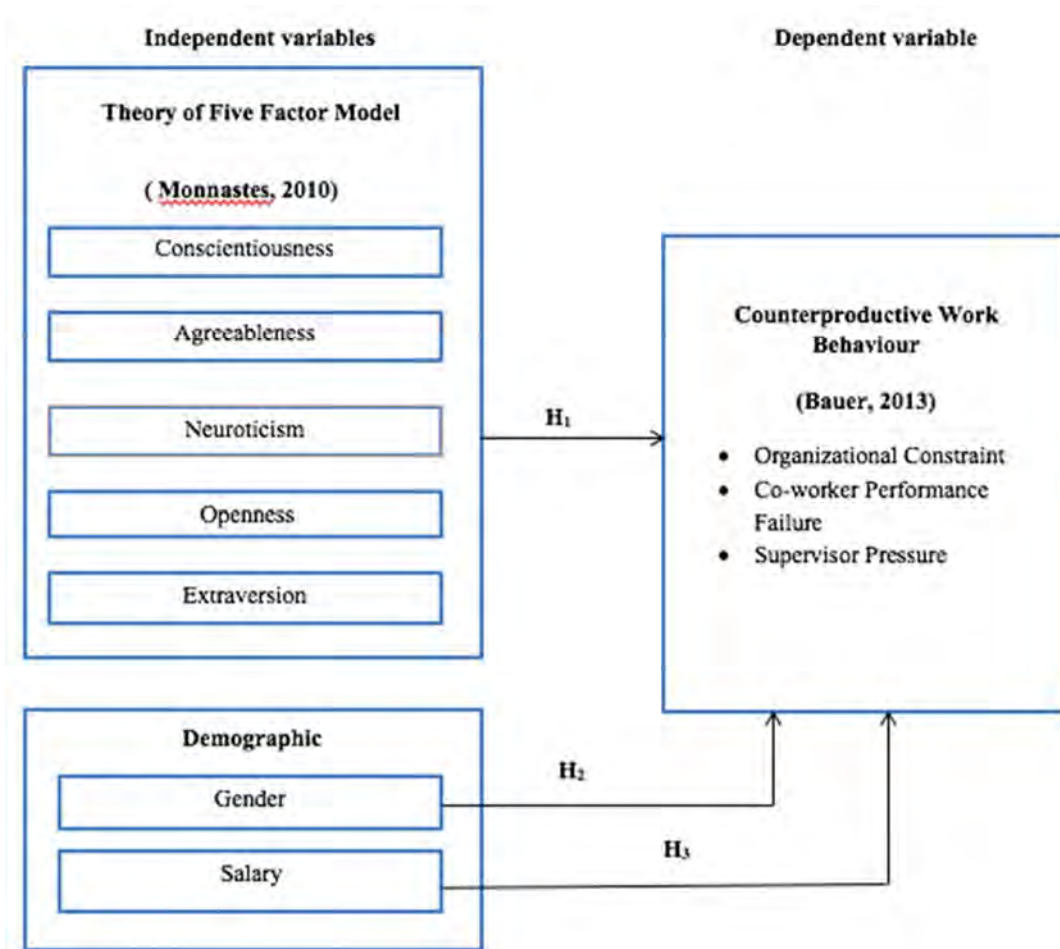 Independent variables
Dependent variable
Theory of Five Factor Model
( Monnastes, 2010)
Conscientiousness
Agreeableness
Neuroticism
Openness
Extraversion
H1
Counterproductive Work
Behaviour
(Bauer, 2013)
• Organizational Constraint
• Co-worker Performance
Failure
• Supervisor Pressure
Demographic
Gender
Salary
H2
H3